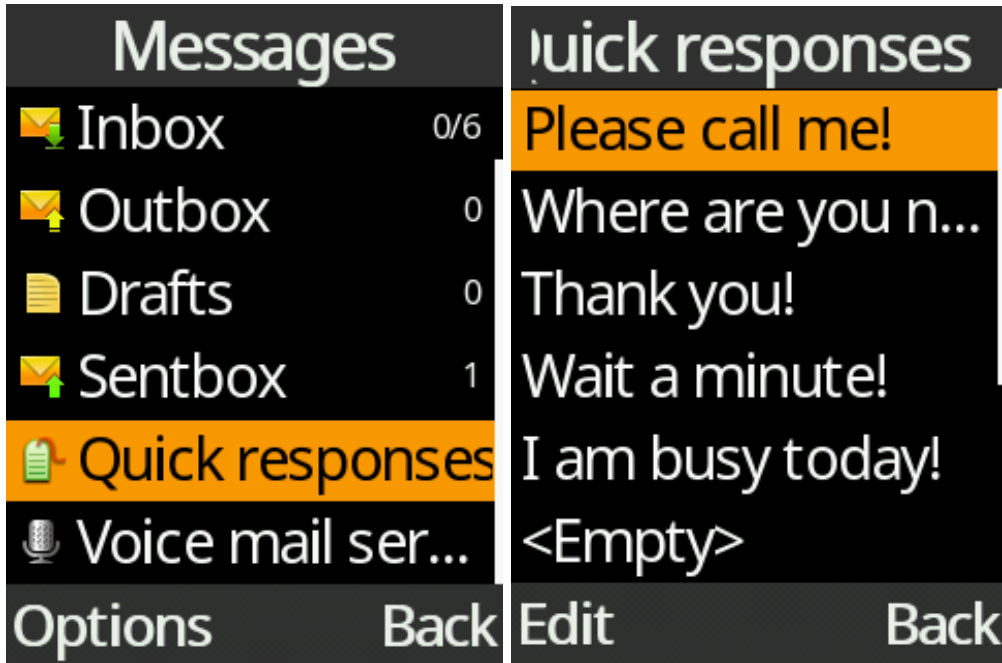 Messages
Inbox 0/6
Outbox 0
Drafts 0
Sentbox 1
Quick responses
Voice mail ser...
Options Back
uick responses
Please call me!
Where are you n...
Thank you!
Wait a minute!
I am busy today!
<Empty>
Edit Back